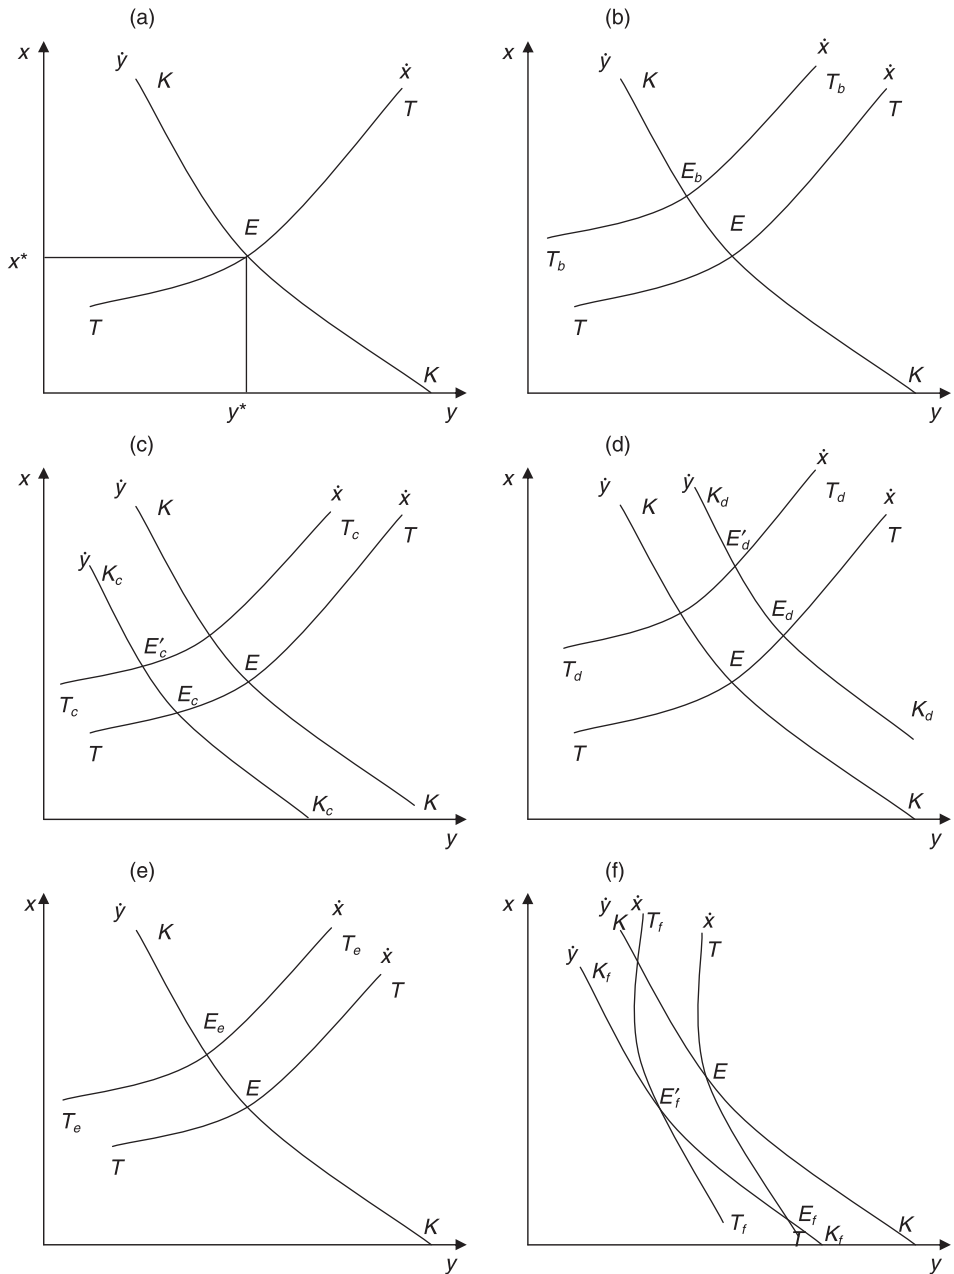 (a)
x
ẏ
K
ẋ
T
E
x*
T
K
y*
y
(b)
x
ẏ
K
ẋ
T_b
ẋ
T
E_b
E
T_b
T
K
y
(c)
x
ẏ
K
ẋ
T_c
ẋ
T
ẏ
K_c
E′_c
E
E_c
T_c
T
K_c
K
y
(d)
x
ẏ
K
ẏ
K_d
ẋ
T_d
ẋ
T
E′_d
E_d
E
T_d
T
K_d
K
y
(e)
x
ẏ
K
ẋ
T_e
ẋ
T
E_e
E
T_e
T
K
y
(f)
x
ẏ
K
ẋ
T_f
ẋ
T
ẏ
K_f
E
E′_f
T_f
E_f
T
K_f
K
y